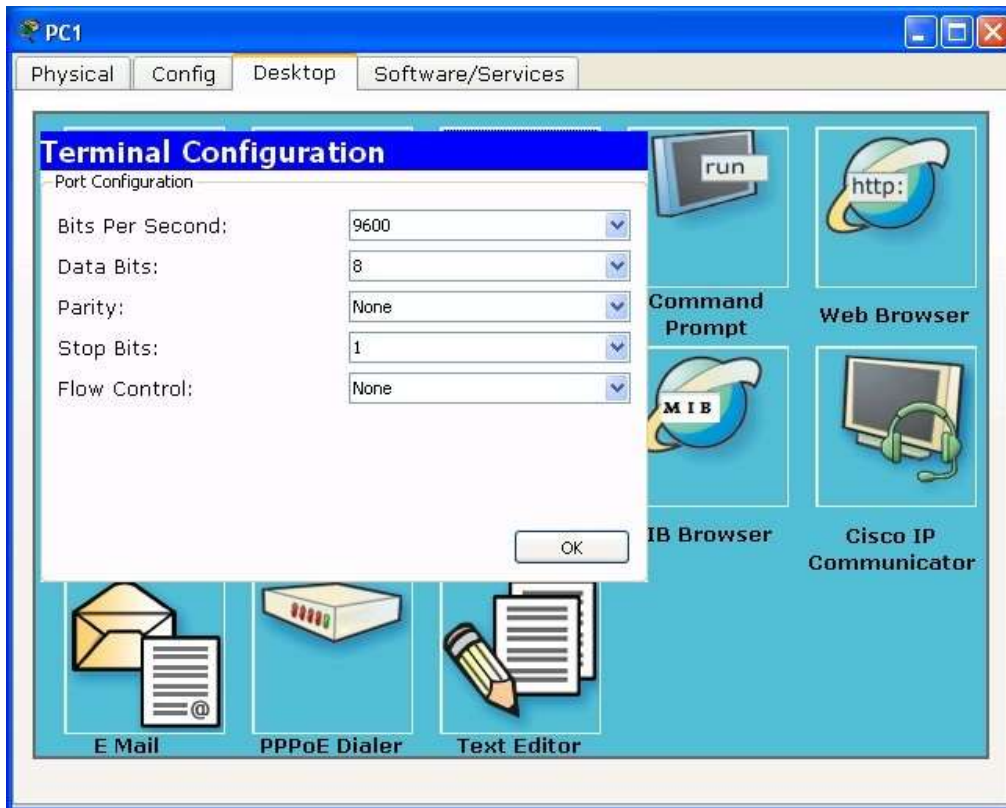 PC1
Physical Config Desktop Software/Services
Terminal Configuration
Port Configuration
Bits Per Second: 9600
Data Bits: 8
Parity: None
Stop Bits: 1
Flow Control: None
OK
run
http:
Command
Prompt
Web Browser
MIB
IB Browser
Cisco IP
Communicator
@
E Mail
PPPoE Dialer
Text Editor